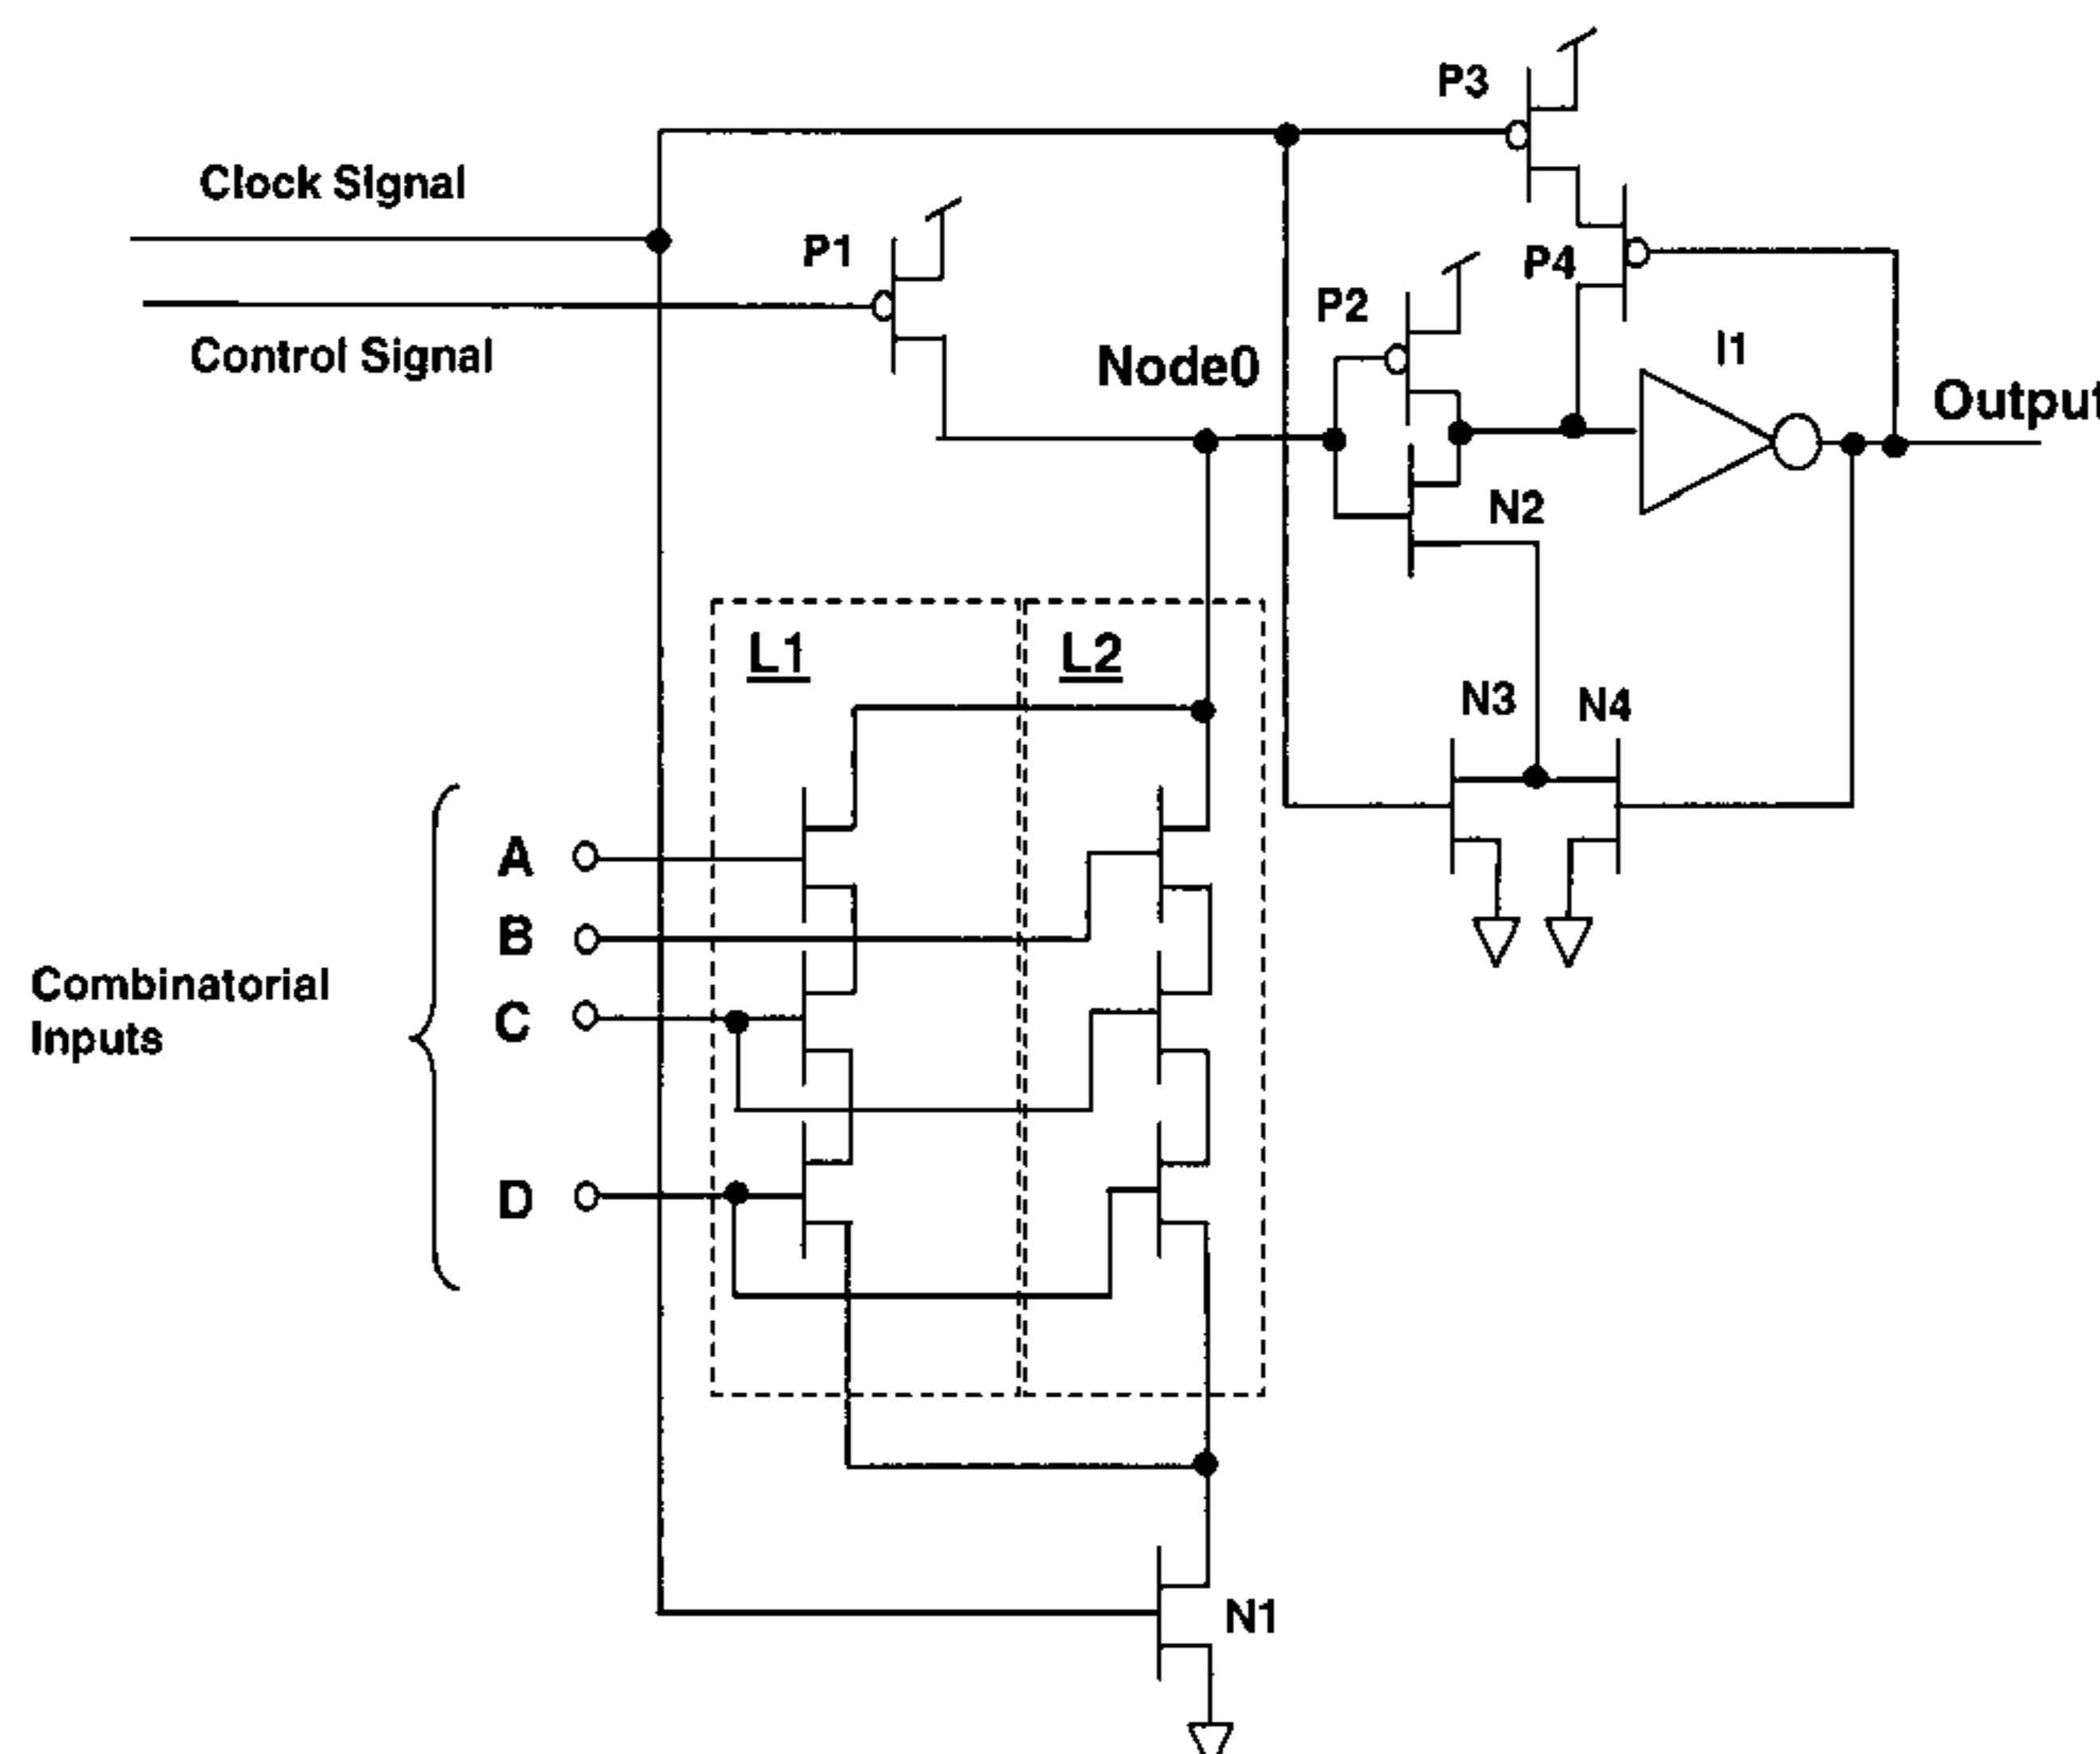 P3
Clock Signal
P1
P4
P2
Control Signal
I1
Node0
Output
N2
L1
L2
N3
N4
A
B
Combinatorial
Inputs
C
D
N1